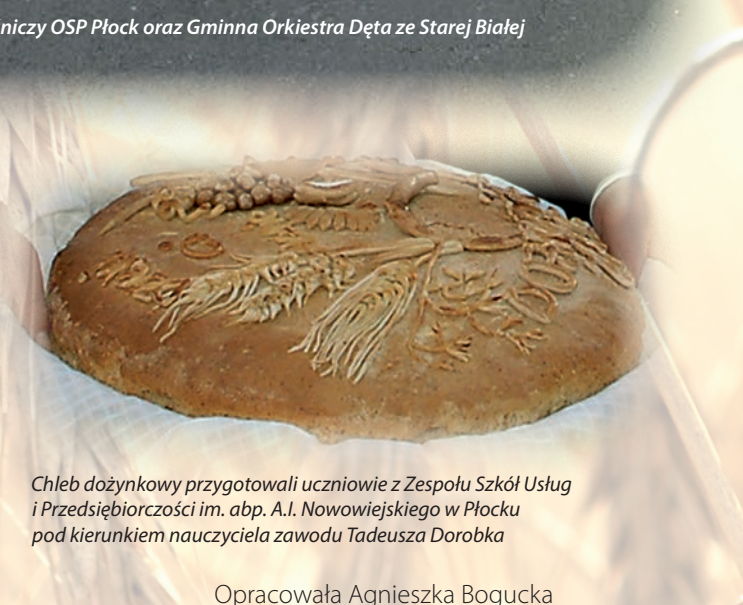 niczy OSP Płock oraz Gminna Orkiestra Dęta ze Starej Białej
Chleb dożynkowy przygotowali uczniowie z Zespołu Szkół Usług
i Przedsiębiorczości im. abp. A.I. Nowowiejskiego w Płocku
pod kierunkiem nauczyciela zawodu Tadeusza Dorobka
Opracowała Agnieszka Bogucka